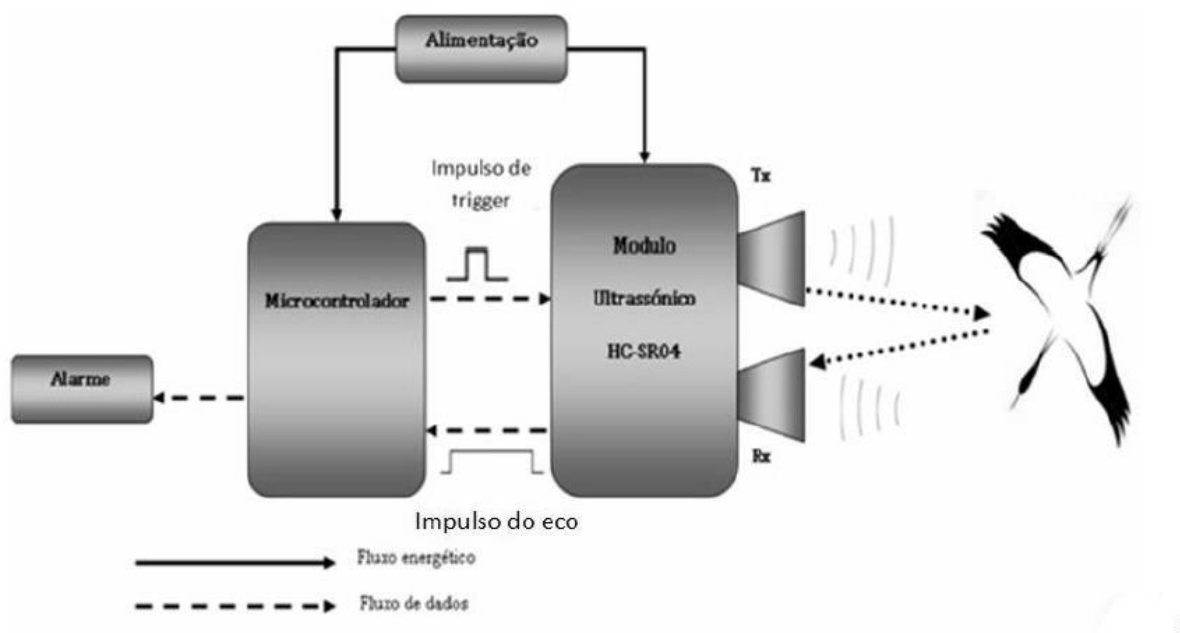 Alimentação
Impulso de
trigger
Tx
Modulo
Ultrassónico
HC-SR04
Microcontrolador
Alarme
Rx
Impulso do eco
Fluxo energético
Fluxo de dados